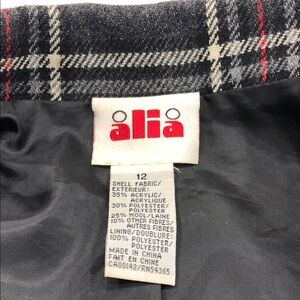 alia
12
SHELL FABRIC/
EXTERIEUR:
35% ACRYLIC/
ACRYLIQUE
30% POLYESTER/
POLYESTER
25% WOOL/LAINE
10% OTHER FIBRES/
AUTRES FIBRES
LINING/DOUBLURE:
100% POLYESTER/
POLYESTER
MADE IN CHINA
FAIT EN CHINE
CA00142/RN59365